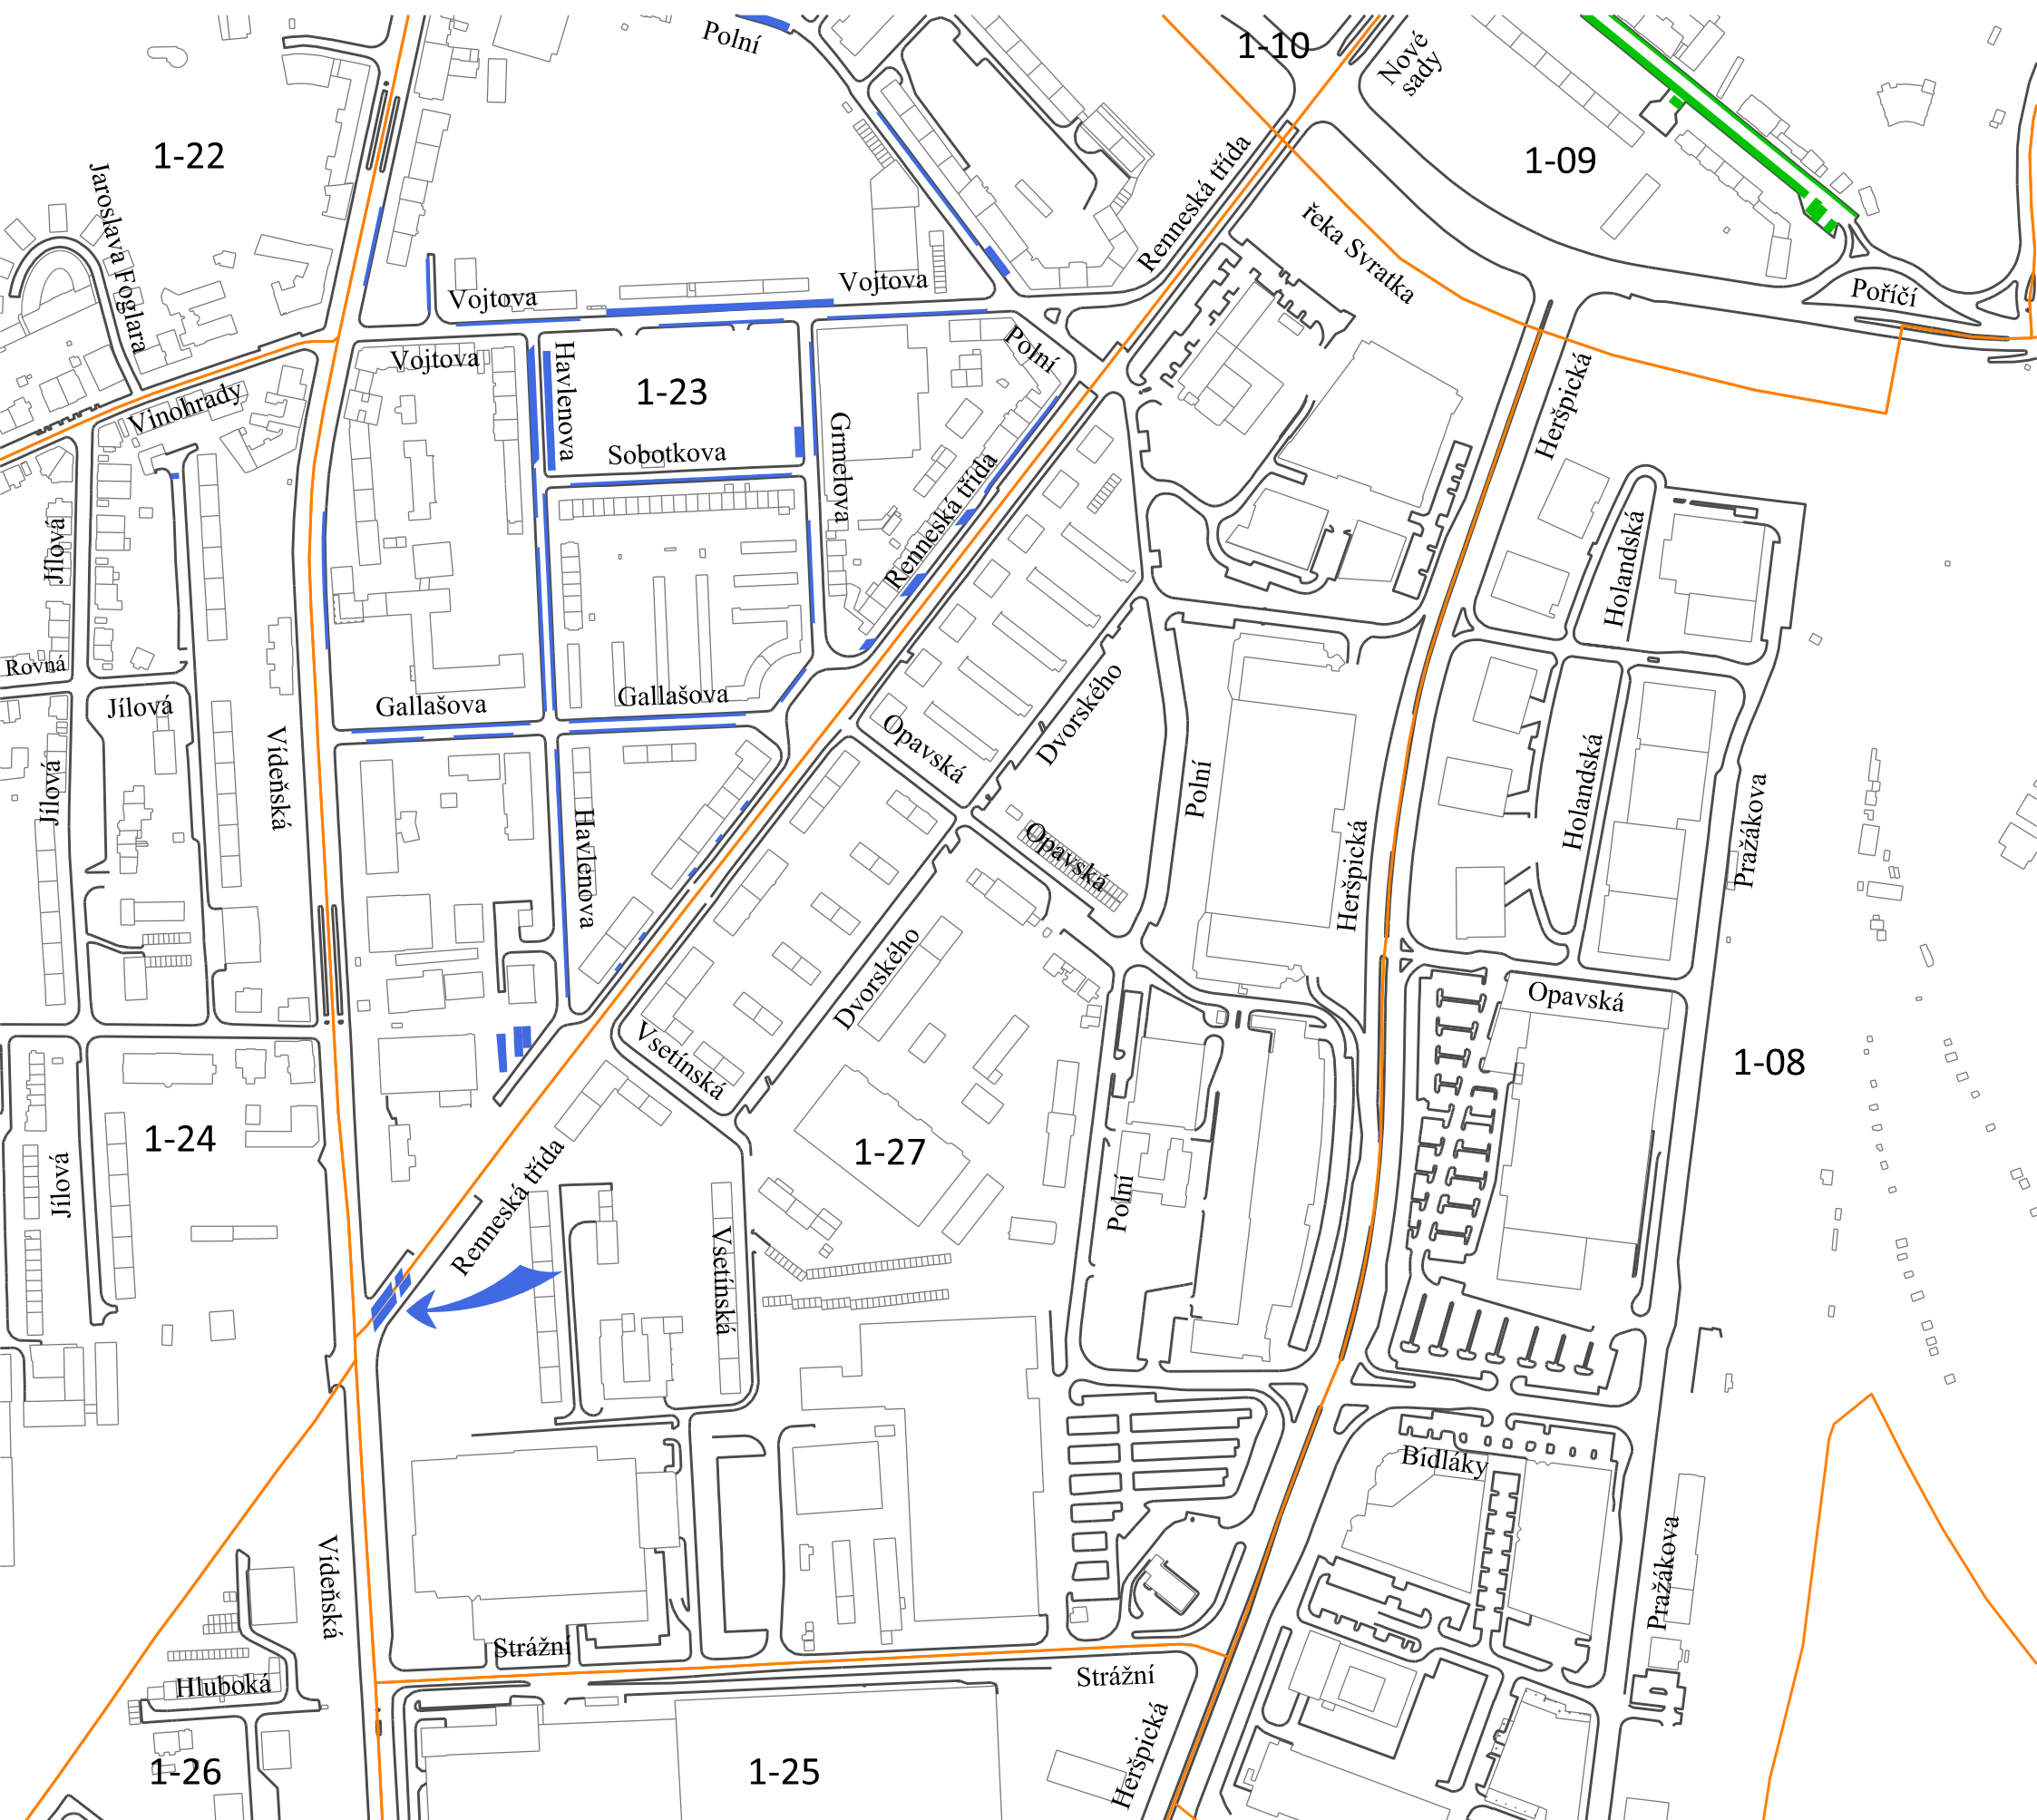 Polní
1-10
Nové
sady
1-22
1-09
Jaroslava Foglara
Renneská třída
řeka Svratka
Vojtova
Vojtova
Poříčí
Vojtova
Havlenova
Polní
1-23
Heršpická
Vinohrady
Grmelova
Sobotkova
Renneská třída
Jílová
Holandská
Rovná
Jílová
Gallašova
Gallašova
Dvorského
Opavská
Vídeňská
Jílová
Polní
Holandská
Pražákova
Havlenova
Opavská
Heršpická
Dvorského
Opavská
Vsetínská
1-08
1-24
1-27
Jílová
Polní
Renneská třída
Vsetínská
Bidláky
Vídeňská
Pražákova
Strážní
Strážní
Hluboká
Heršpická
1-26
1-25